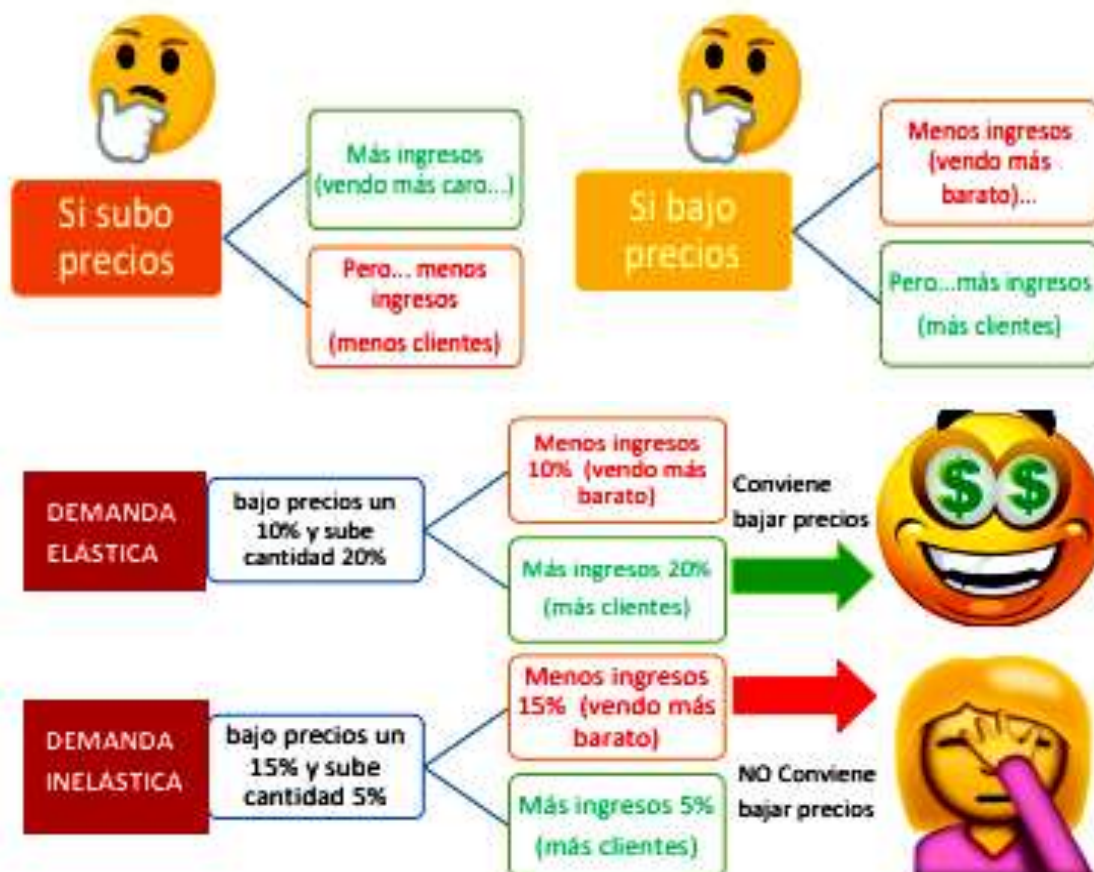 Si subo
precios
Más ingresos
(vendo más caro...)
Pero... menos
ingresos
(menos clientes)
Si bajo
precios
Menos ingresos
(vendo más
barato)...
Pero...más ingresos
(más clientes)
DEMANDA
ELÁSTICA
bajo precios un
10% y sube
cantidad 20%
Menos ingresos
10% (vendo más
barato)
Más ingresos 20%
(más clientes)
Conviene
bajar precios
$ $
DEMANDA
INELÁSTICA
bajo precios un
15% y sube
cantidad 5%
Menos ingresos
15% (vendo más
barato)
Más ingresos 5%
(más clientes)
NO Conviene
bajar precios